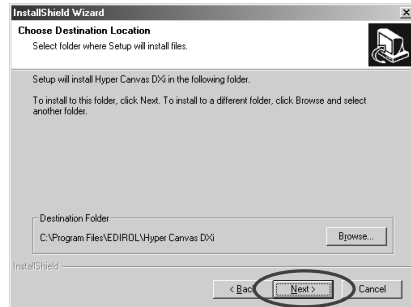 InstallShield Wizard
Choose Destination Location
Select folder where Setup will install files.
Setup will install Hyper Canvas DXi in the following folder.
To install to this folder, click Next. To install to a different folder, click Browse and select
another folder.
Destination Folder
C:\Program Files\EDIROL\Hyper Canvas DXi
Browse...
InstallShield
< Bac Next > Cancel